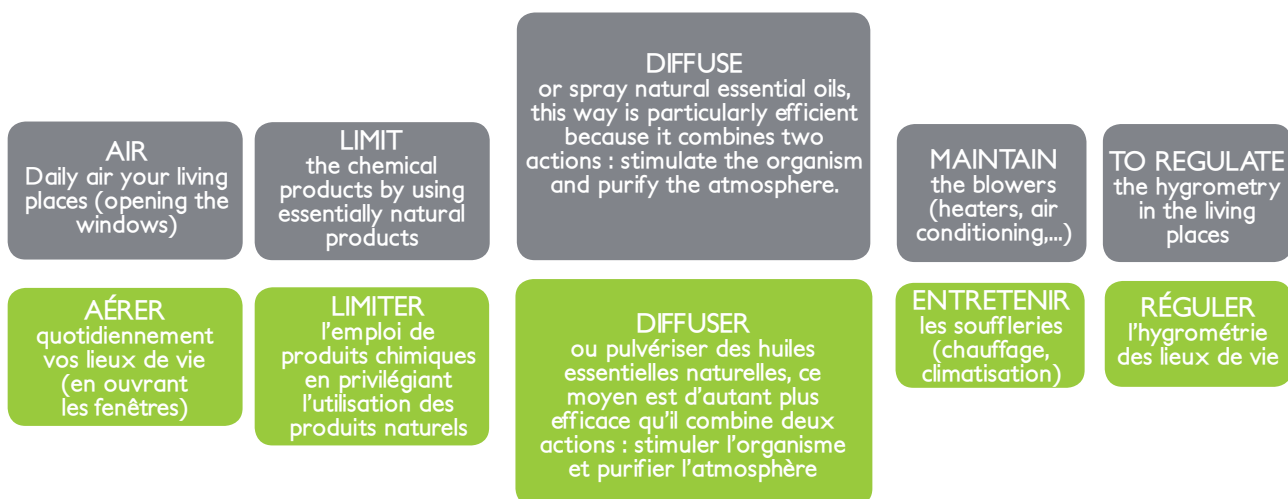 AIR
Daily air your living
places (opening the
windows)
LIMIT
the chemical
products by using
essentially natural
products
DIFFUSE
or spray natural essential oils,
this way is particularly efficient
because it combines two
actions : stimulate the organism
and purify the atmosphere.
MAINTAIN
the blowers
(heaters, air
conditioning,...)
TO REGULATE
the hygrometry
in the living
places
AÉRER
quotidiennement
vos lieux de vie
(en ouvrant
les fenêtres)
LIMITER
l'emploi de
produits chimiques
en privilégiant
l'utilisation des
produits naturels
DIFFUSER
ou pulvériser des huiles
essentielles naturelles, ce
moyen est d'autant plus
efficace qu'il combine deux
actions : stimuler l'organisme
et purifier l'atmosphère
ENTRETENIR
les souffleries
(chauffage,
climatisation)
RÉGULER
l'hygrométrie
des lieux de vie